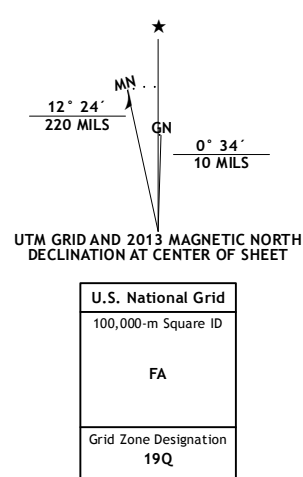 ★
MN
12° 24´
220 MILS
GN
0° 34´
10 MILS
UTM GRID AND 2013 MAGNETIC NORTH
DECLINATION AT CENTER OF SHEET
U.S. National Grid
100,000-m Square ID
FA
Grid Zone Designation
19Q